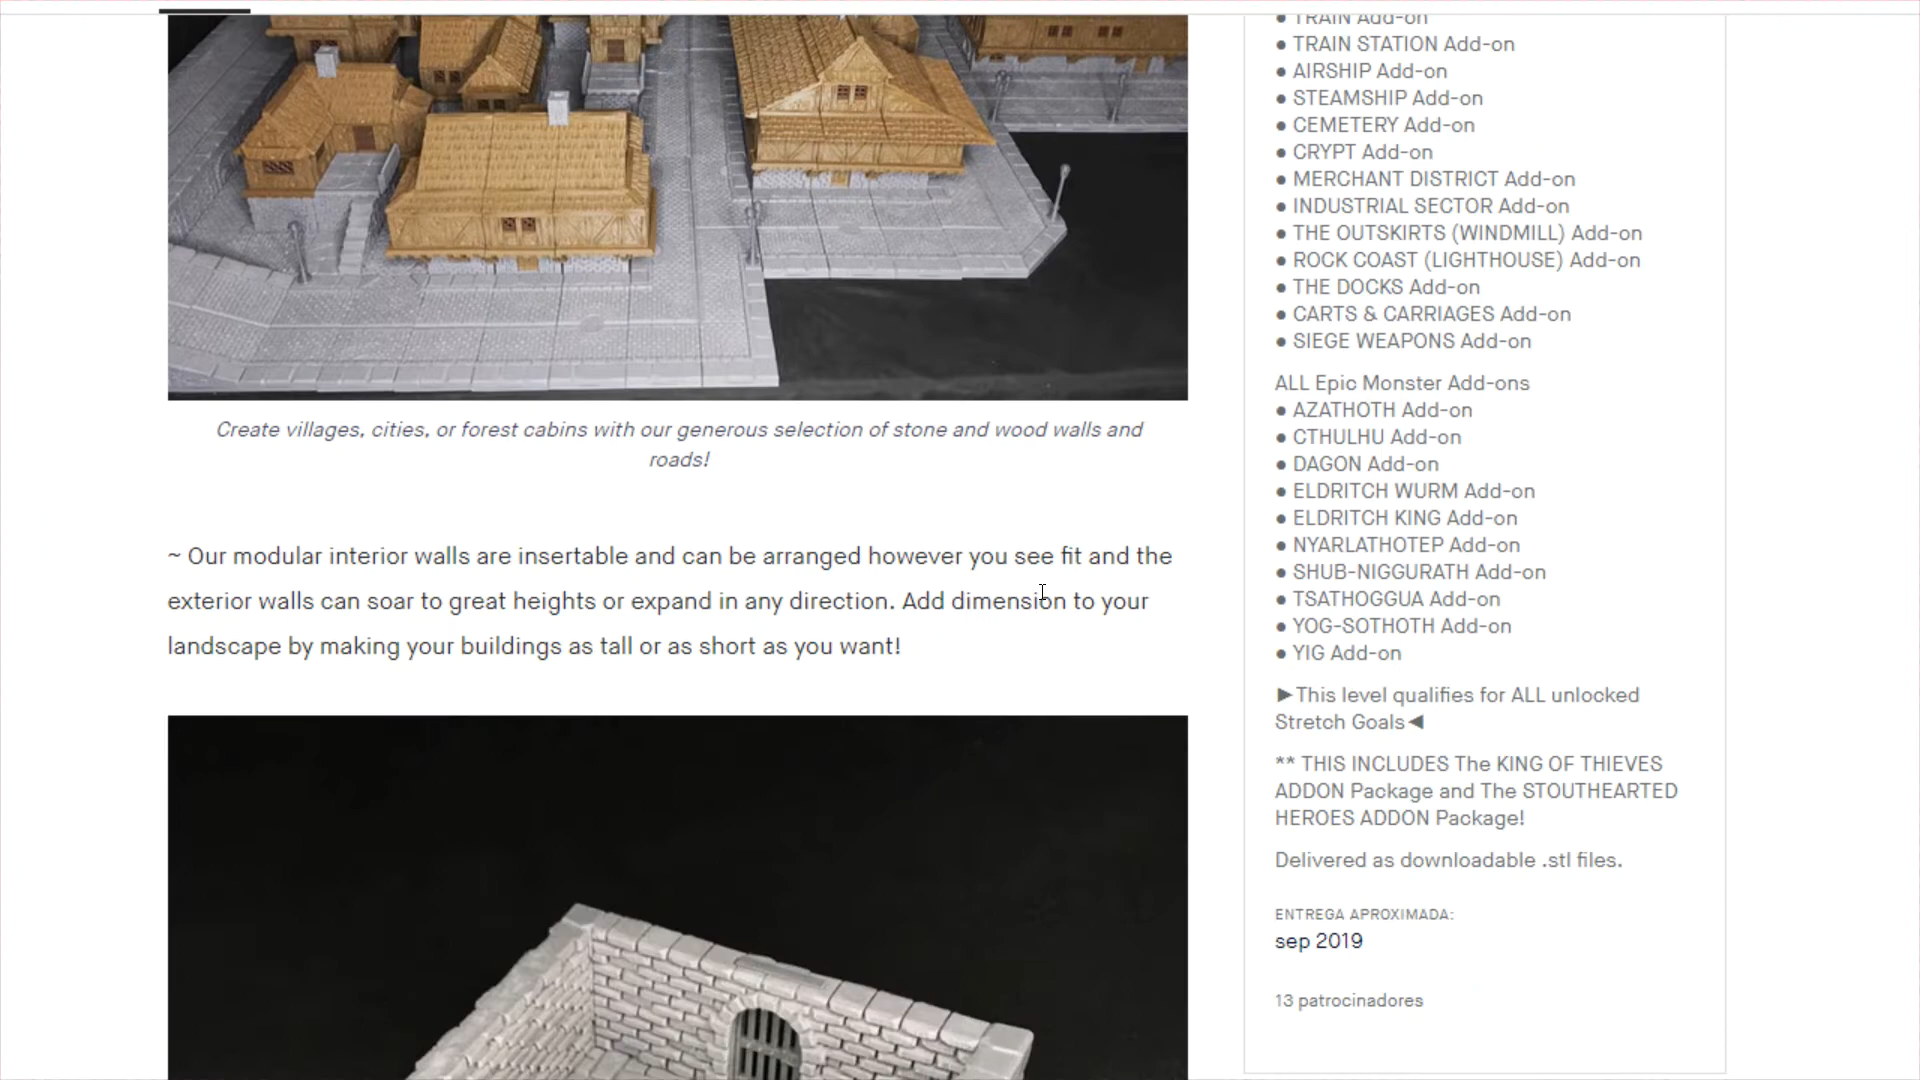 Create villages, cities, or forest cabins with our generous selection of stone and wood walls and
roads!
~ Our modular interior walls are insertable and can be arranged however you see fit and the
exterior walls can soar to great heights or expand in any direction. Add dimension to your
landscape by making your buildings as tall or as short as you want!
● TRAIN Add-on
● TRAIN STATION Add-on
● AIRSHIP Add-on
● STEAMSHIP Add-on
● CEMETERY Add-on
● CRYPT Add-on
● MERCHANT DISTRICT Add-on
● INDUSTRIAL SECTOR Add-on
● THE OUTSKIRTS (WINDMILL) Add-on
● ROCK COAST (LIGHTHOUSE) Add-on
● THE DOCKS Add-on
● CARTS & CARRIAGES Add-on
● SIEGE WEAPONS Add-on
ALL Epic Monster Add-ons
● AZATHOTH Add-on
● CTHULHU Add-on
● DAGON Add-on
● ELDRITCH WURM Add-on
● ELDRITCH KING Add-on
● NYARLATHOTEP Add-on
● SHUB-NIGGURATH Add-on
● TSATHOGGUA Add-on
● YOG-SOTHOTH Add-on
● YIG Add-on
►This level qualifies for ALL unlocked
Stretch Goals◄
** THIS INCLUDES The KING OF THIEVES
ADDON Package and The STOUTHEARTED
HEROES ADDON Package!
Delivered as downloadable .stl files.
ENTREGA APROXIMADA:
sep 2019
13 patrocinadores